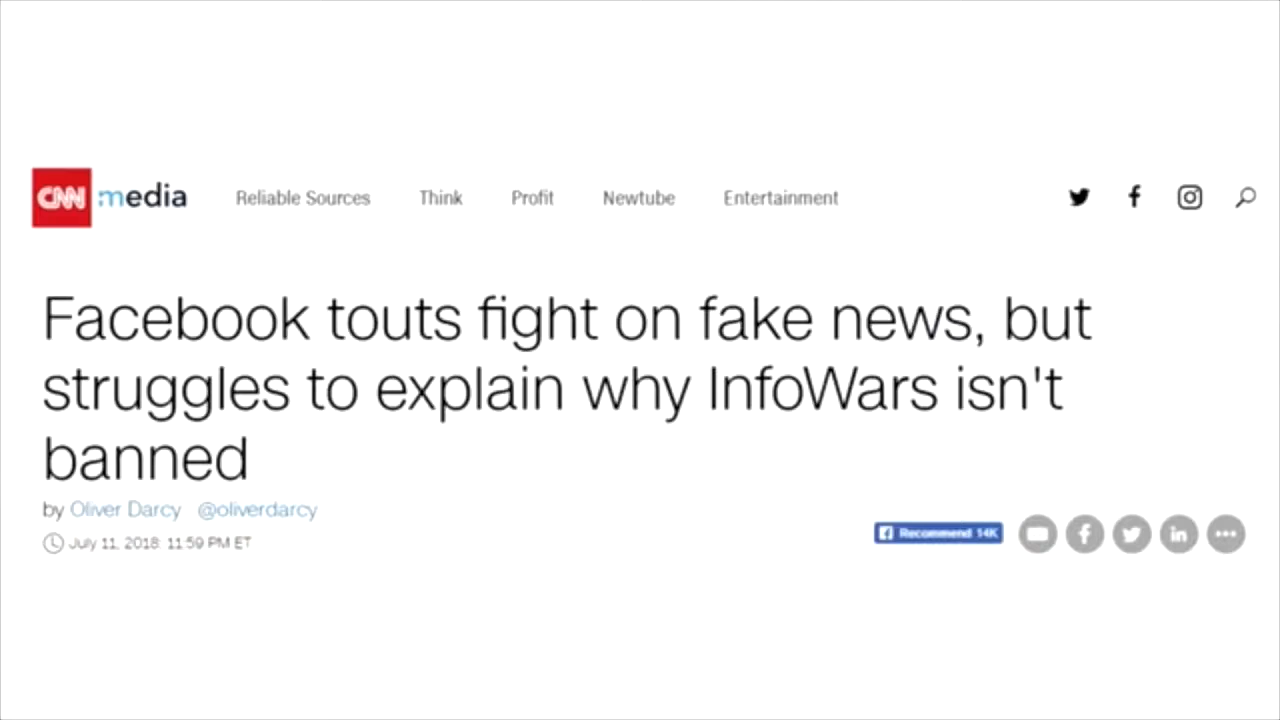 CNN media Reliable Sources Think Profit Newtube Entertainment
Facebook touts fight on fake news, but
struggles to explain why InfoWars isn't
banned
by Oliver Darcy @oliverdarcy
July 11, 2018: 11:59 PM ET
Recommend 14K